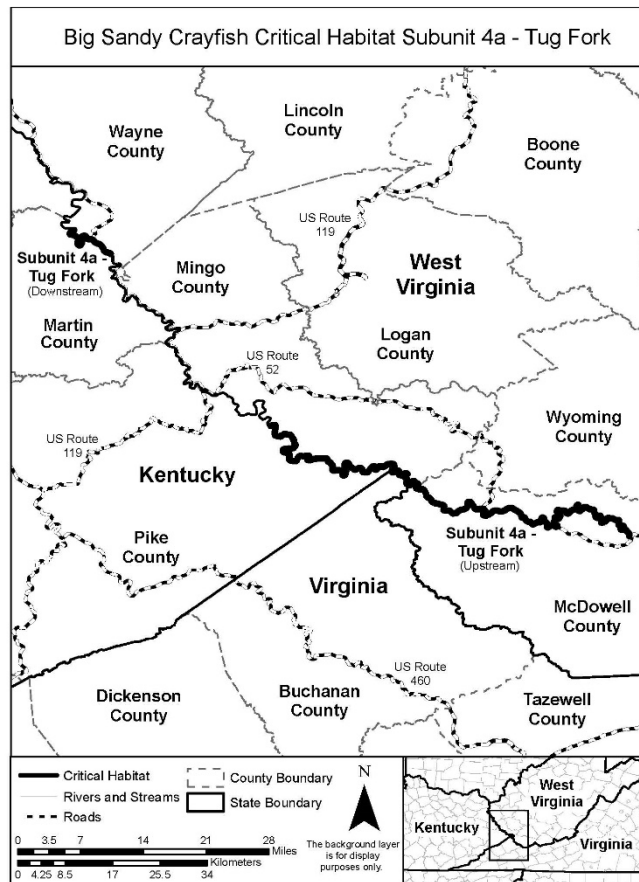 Big Sandy Crayfish Critical Habitat Subunit 4a - Tug Fork
Wayne
County
Lincoln
County
Boone
County
US Route
119
Subunit 4a -
Tug Fork
(Downstream)
Mingo
County
West
Virginia
Martin
County
Logan
County
US Route
52
Wyoming
County
US Route
119
Kentucky
Subunit 4a -
Tug Fork
(Upstream)
Pike
County
Virginia
McDowell
County
US Route
460
Dickenson
County
Buchanan
County
Tazewell
County
Critical Habitat
Rivers and Streams
Roads
County Boundary
State Boundary
0 3.5 7 14 21 28
Miles
Kilometers
0 4.25 8.5 17 25.5 34
N
The background layer
is for display
purposes only.
West
Virginia
Kentucky
Virginia